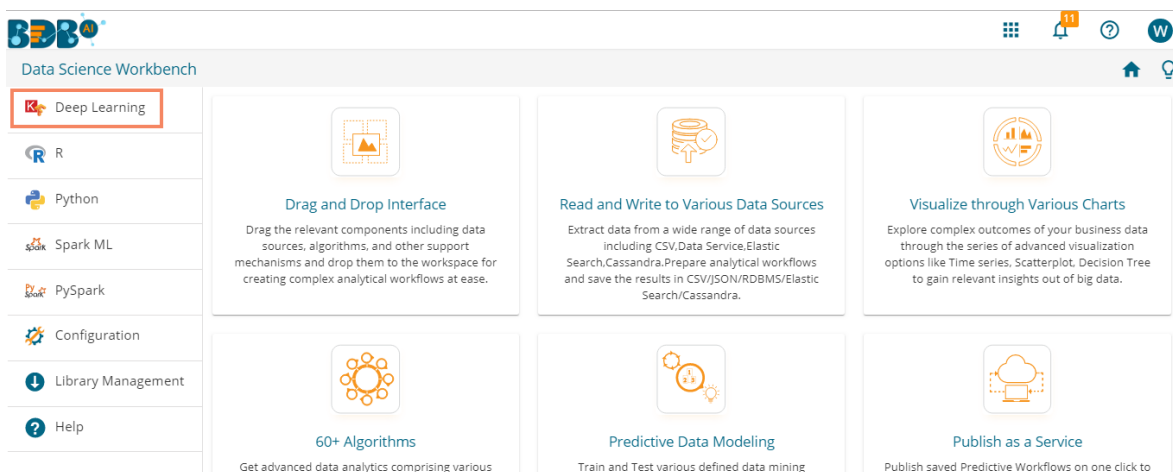 BDB AI
11
W
Data Science Workbench
Deep Learning
R
Python
Spark ML
PySpark
Configuration
Library Management
Help
Drag and Drop Interface
Drag the relevant components including data
sources, algorithms, and other support
mechanisms and drop them to the workspace for
creating complex analytical workflows at ease.
Read and Write to Various Data Sources
Extract data from a wide range of data sources
including CSV,Data Service,Elastic
Search,Cassandra.Prepare analytical workflows
and save the results in CSV/JSON/RDBMS/Elastic
Search/Cassandra.
Visualize through Various Charts
Explore complex outcomes of your business data
through the series of advanced visualization
options like Time series, Scatterplot, Decision Tree
to gain relevant insights out of big data.
60+ Algorithms
Get advanced data analytics comprising various
Predictive Data Modeling
Train and Test various defined data mining
Publish as a Service
Publish saved Predictive Workflows on one click to